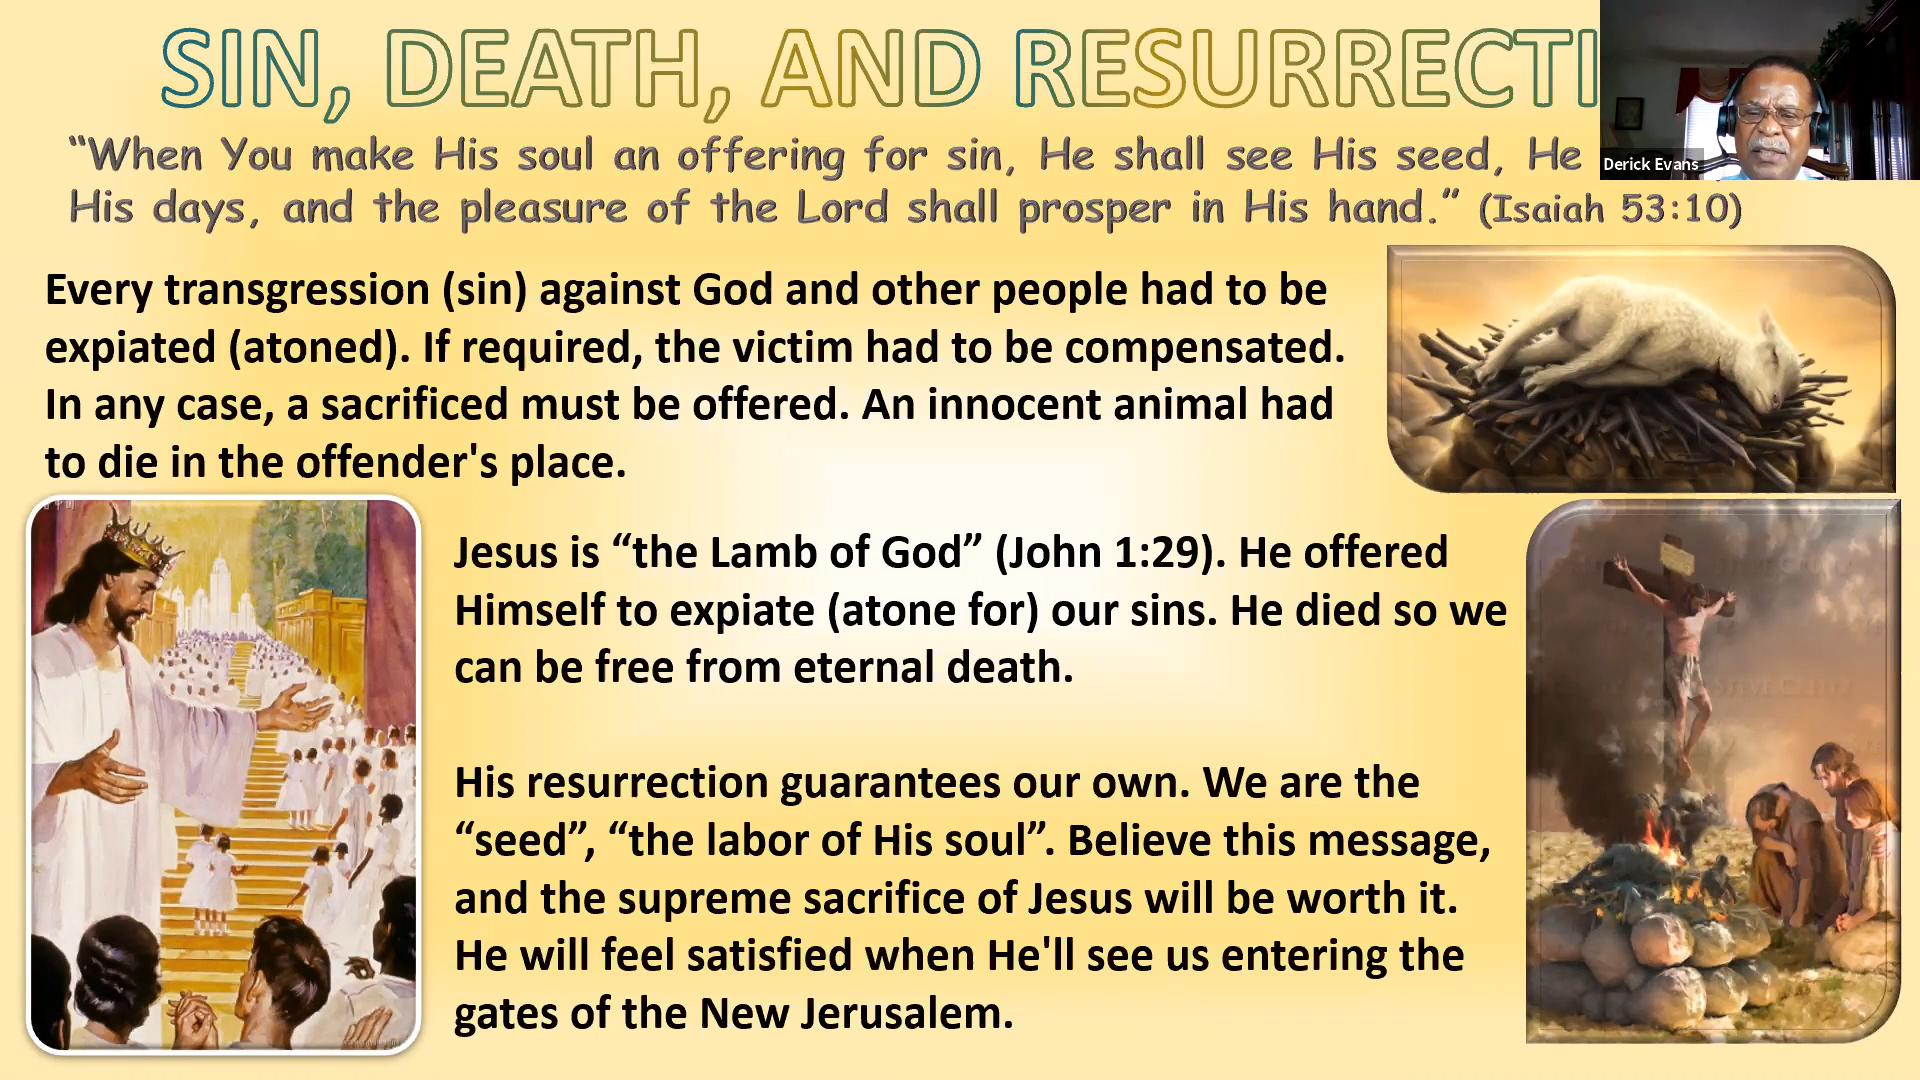 SIN, DEATH, AND RESURRECTI
“When You make His soul an offering for sin, He shall see His seed, He
His days, and the pleasure of the Lord shall prosper in His hand.” (Isaiah 53:10)
Derick Evans
Every transgression (sin) against God and other people had to be
expiated (atoned). If required, the victim had to be compensated.
In any case, a sacrificed must be offered. An innocent animal had
to die in the offender's place.
Jesus is “the Lamb of God” (John 1:29). He offered
Himself to expiate (atone for) our sins. He died so we
can be free from eternal death.
His resurrection guarantees our own. We are the
“seed”, “the labor of His soul”. Believe this message,
and the supreme sacrifice of Jesus will be worth it.
He will feel satisfied when He'll see us entering the
gates of the New Jerusalem.